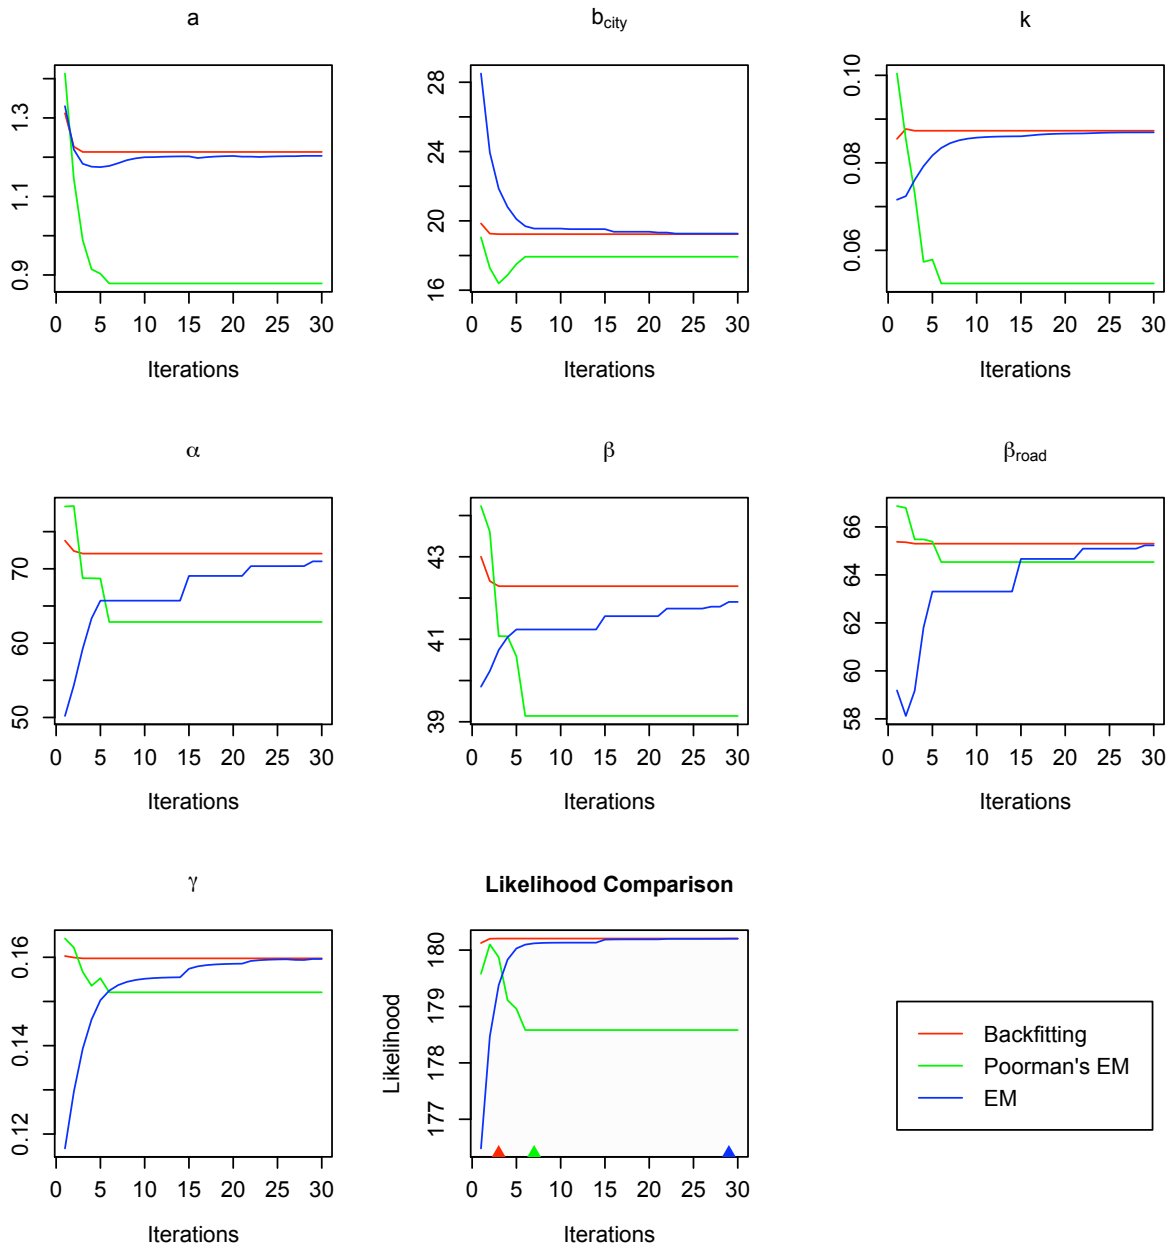 a
b_city
k
1.3
1.1
0.9
0 5 10 15 20 25 30
Iterations
28
24
20
16
0 5 10 15 20 25 30
Iterations
0.10
0.08
0.06
0 5 10 15 20 25 30
Iterations
α
β
β_road
70
60
50
0 5 10 15 20 25 30
Iterations
43
41
39
0 5 10 15 20 25 30
Iterations
66
64
62
60
58
0 5 10 15 20 25 30
Iterations
γ
Likelihood Comparison
0.16
0.14
0.12
0 5 10 15 20 25 30
Iterations
Likelihood
180
179
178
177
0 5 10 15 20 25 30
Iterations
Backfitting
Poorman's EM
EM